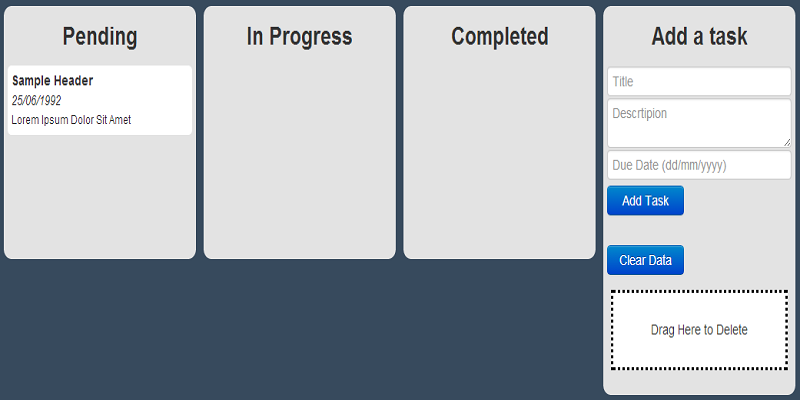 Pending
Sample Header
25/06/1992
Lorem Ipsum Dolor Sit Amet
In Progress
Completed
Add a task
Title
Descrtipion
Due Date (dd/mm/yyyy)
Add Task
Clear Data
Drag Here to Delete